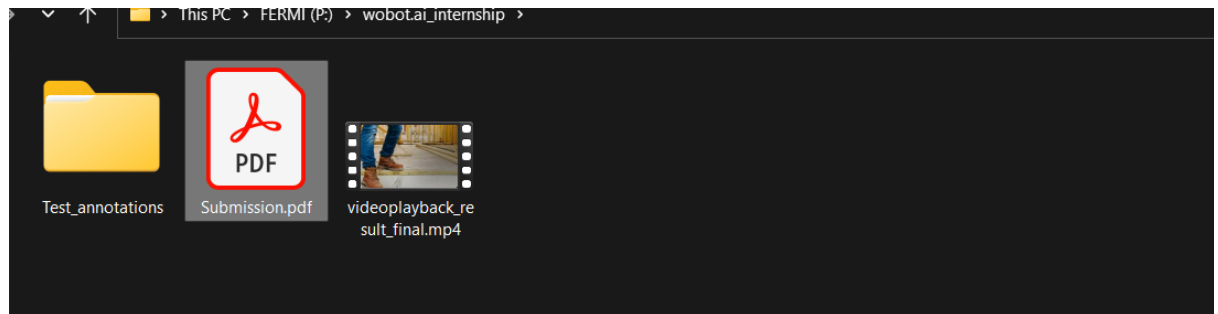 This PC > FERMI (P:) > wobot.ai_internship >
PDF
Test_annotations
Submission.pdf
videoplayback_re
sult_final.mp4